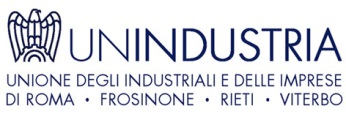 UNINDUSTRIA
UNIONE DEGLI INDUSTRIALI E DELLE IMPRESE
DI ROMA • FROSINONE • RIETI • VITERBO